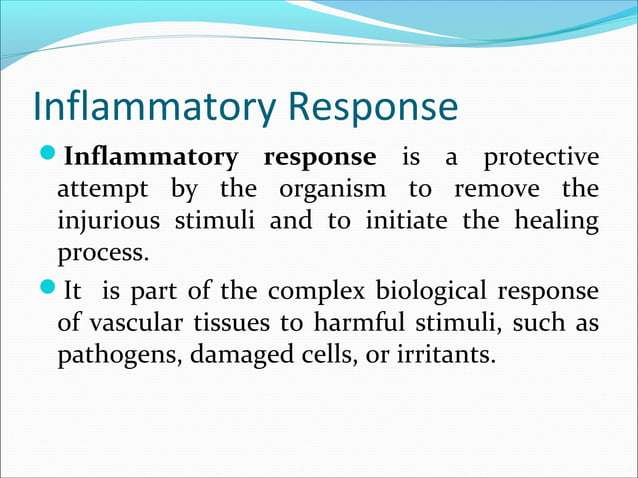 Inflammatory Response
Inflammatory response is a protective
attempt by the organism to remove the
injurious stimuli and to initiate the healing
process.
It is part of the complex biological response
of vascular tissues to harmful stimuli, such as
pathogens, damaged cells, or irritants.